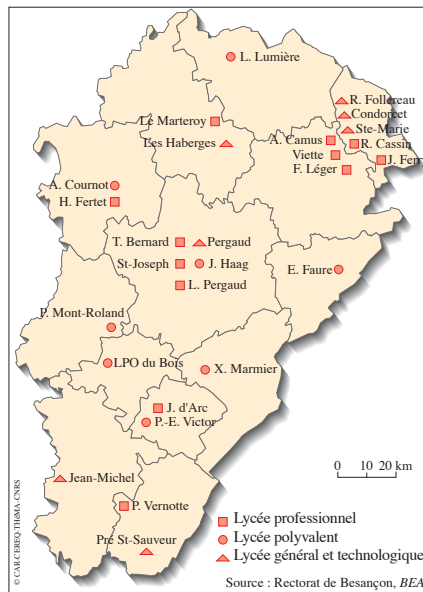 L. Lumière
R. Follereau
Condorcet
Le Marteroy
Ste-Marie
Les Haberges
A. Camus
R. Cassin
Viette
J. Ferry
F. Léger
A. Cournot
H. Fertet
T. Bernard
Pergaud
St-Joseph
J. Haag
E. Faure
L. Pergaud
P. Mont-Roland
LPO du Bois
X. Marmier
J. d'Arc
P.-E. Victor
Jean-Michel
0 10 20 km
P. Vernotte
Pré St-Sauveur
Lycée professionnel
Lycée polyvalent
Lycée général et technologique
Source : Rectorat de Besançon, BEA
© CAR-CEREQ-THéMA-CNRS